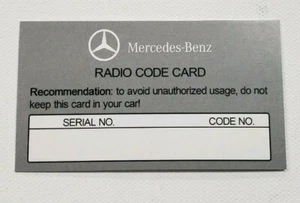 Mercedes-Benz
RADIO CODE CARD
Recommendation: to avoid unauthorized usage, do not
keep this card in your car!
SERIAL NO. CODE NO.